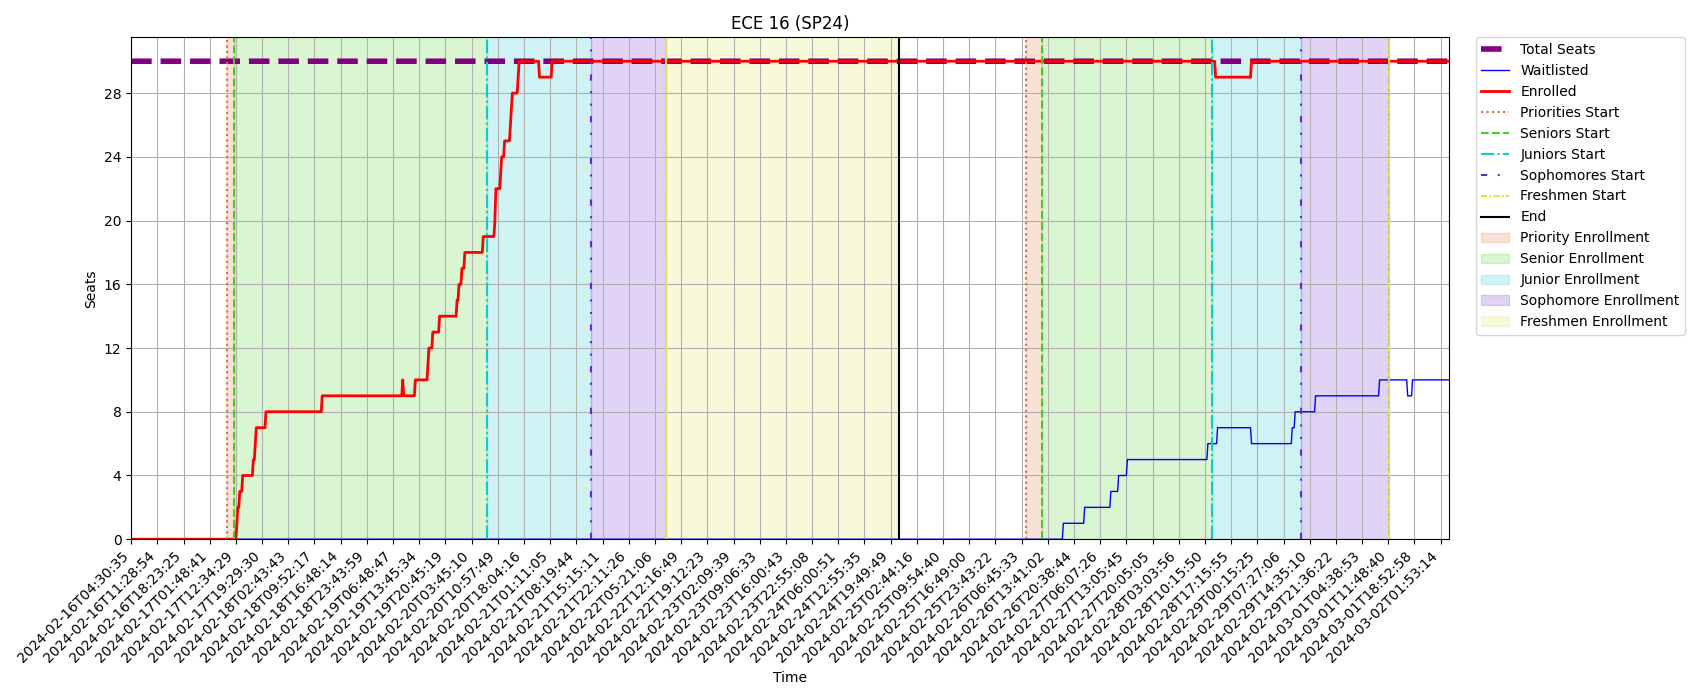 ECE 16 (SP24)
Seats
28
24
20
16
12
8
4
0
2024-02-16T04:30:35
2024-02-16T11:28:54
2024-02-16T18:23:25
2024-02-17T01:48:41
2024-02-17T12:34:29
2024-02-17T19:29:30
2024-02-18T02:43:43
2024-02-18T09:52:17
2024-02-18T16:48:14
2024-02-18T23:43:59
2024-02-19T06:48:47
2024-02-19T13:45:34
2024-02-19T20:45:19
2024-02-20T03:45:10
2024-02-20T10:57:49
2024-02-20T18:04:16
2024-02-21T01:11:05
2024-02-21T08:19:44
2024-02-21T15:15:11
2024-02-21T22:11:26
2024-02-22T05:21:06
2024-02-22T12:16:49
2024-02-22T19:12:23
2024-02-23T02:09:39
2024-02-23T09:06:33
2024-02-23T16:00:43
2024-02-23T22:55:08
2024-02-24T06:00:51
2024-02-24T12:55:35
2024-02-24T19:49:49
2024-02-25T02:44:16
2024-02-25T09:54:40
2024-02-25T16:49:00
2024-02-25T23:43:22
2024-02-26T06:45:33
2024-02-26T13:41:02
2024-02-26T20:38:44
2024-02-27T06:07:26
2024-02-27T13:05:45
2024-02-27T20:05:05
2024-02-28T03:03:56
2024-02-28T10:15:50
2024-02-28T17:15:55
2024-02-29T00:15:25
2024-02-29T07:27:06
2024-02-29T14:35:10
2024-02-29T21:36:22
2024-03-01T04:38:53
2024-03-01T11:48:40
2024-03-01T18:52:58
2024-03-02T01:53:14
Time
Total Seats
Waitlisted
Enrolled
Priorities Start
Seniors Start
Juniors Start
Sophomores Start
Freshmen Start
End
Priority Enrollment
Senior Enrollment
Junior Enrollment
Sophomore Enrollment
Freshmen Enrollment